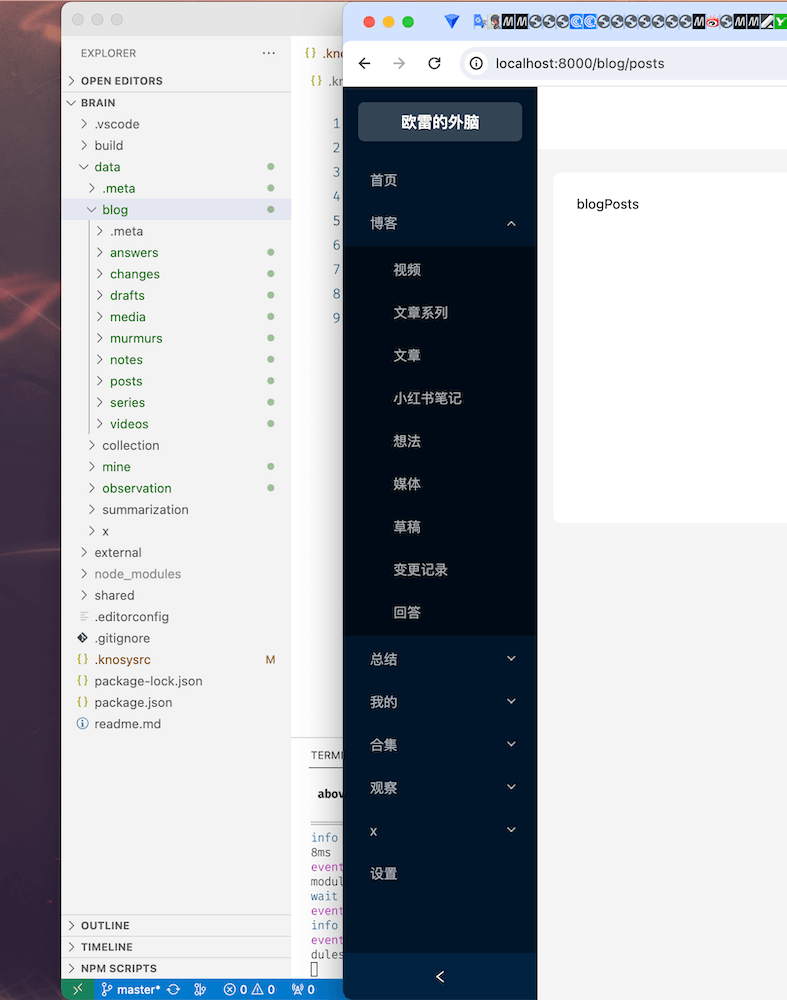 EXPLORER
OPEN EDITORS
BRAIN
.vscode
build
data
.meta
blog
.meta
answers
changes
drafts
media
murmurs
notes
posts
series
videos
collection
mine
observation
summarization
x
external
node_modules
shared
.editorconfig
.gitignore
.knosysrc M
package-lock.json
package.json
readme.md
OUTLINE
TIMELINE
NPM SCRIPTS
master* 0 0 0
{} .kno
{} .kn
1
2
3
4
5
6
7
8
9
TERMI
abov
info
8ms
event
modul
wait
event
info
event
dules
localhost:8000/blog/posts
欧雷的外脑
首页
博客
视频
文章系列
文章
小红书笔记
想法
媒体
草稿
变更记录
回答
总结
我的
合集
观察
x
设置
blogPosts